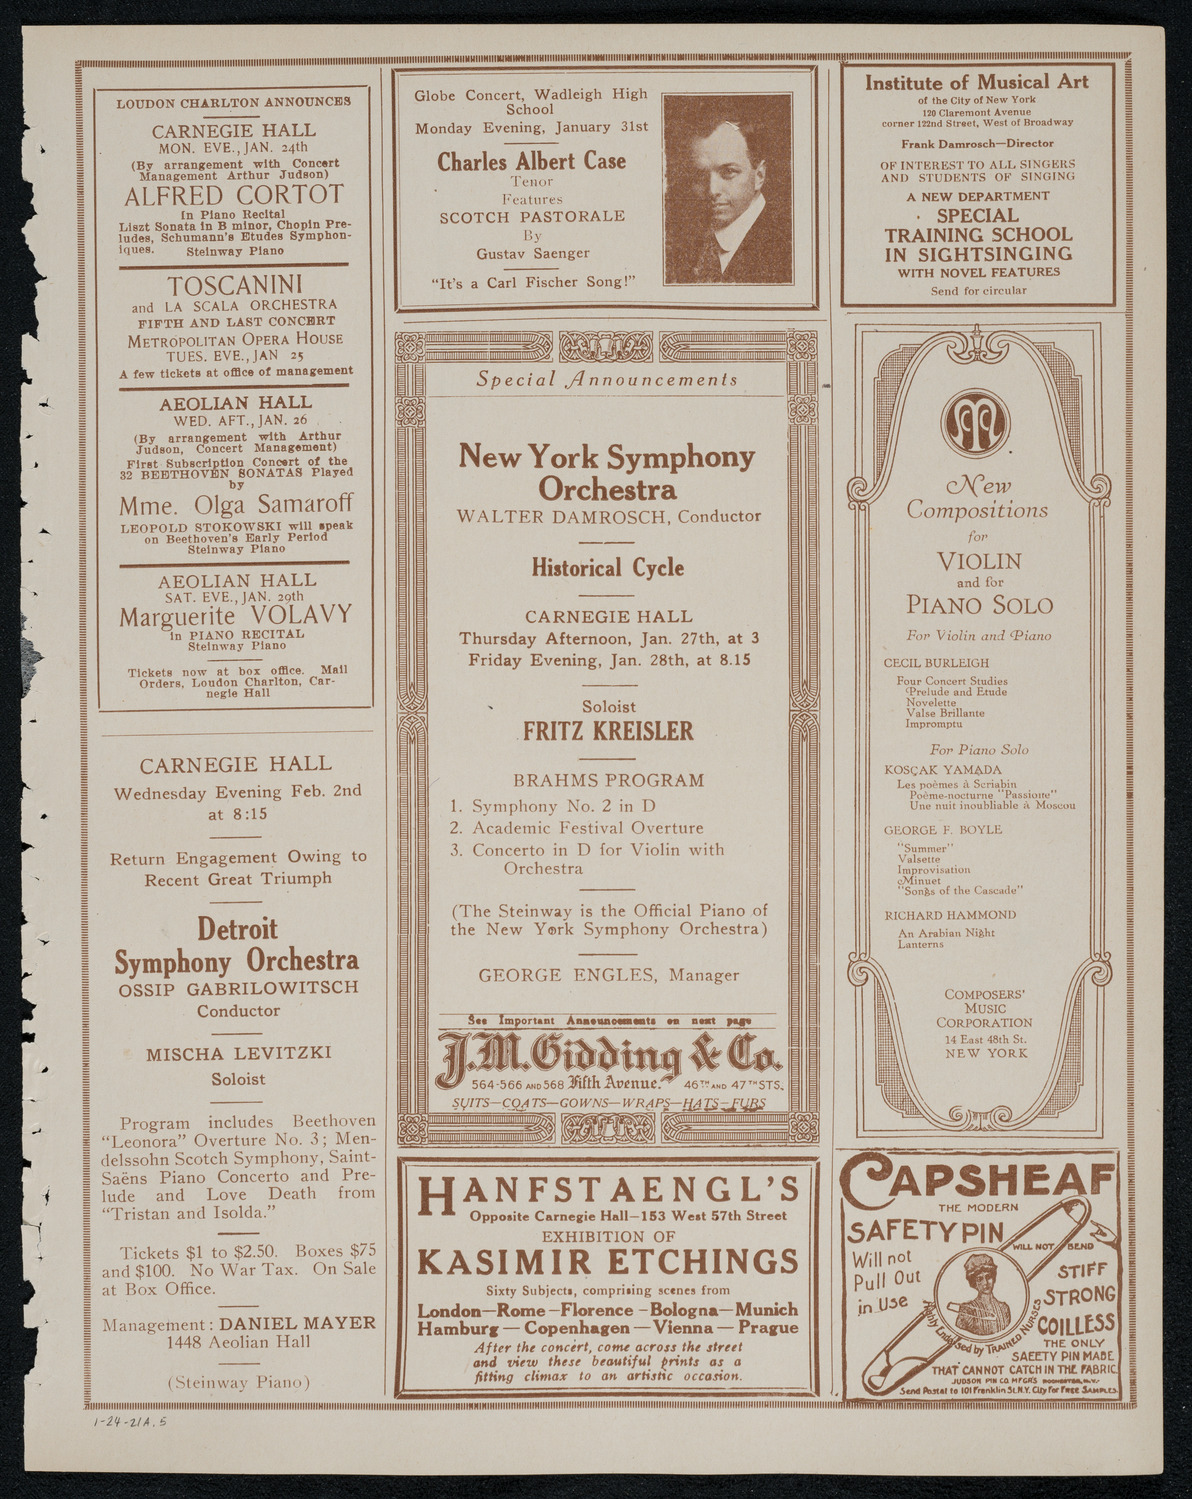 LOUDON CHARLTON ANNOUNCES
CARNEGIE HALL
MON. EVE., JAN. 24th
(By arrangement with Concert
Management Arthur Judson)
ALFRED CORTOT
in Piano Recital
Liszt Sonata in B minor, Chopin Pre-
ludes, Schumann's Etudes Symphon-
iques. Steinway Piano
TOSCANINI
and LA SCALA ORCHESTRA
FIFTH AND LAST CONCERT
METROPOLITAN OPERA HOUSE
TUES. EVE., JAN 25
A few tickets at office of management
AEOLIAN HALL
WED. AFT., JAN. 26
(By arrangement with Arthur
Judson, Concert Management)
First Subscription Concert of the
32 BEETHOVEN SONATAS Played
by
Mme. Olga Samaroff
LEOPOLD STOKOWSKI will speak
on Beethoven's Early Period
Steinway Piano
AEOLIAN HALL
SAT. EVE., JAN. 29th
Marguerite VOLAVY
in PIANO RECITAL
Steinway Piano
Tickets now at box office. Mail
Orders, Loudon Charlton, Car-
negie Hall
CARNEGIE HALL
Wednesday Evening Feb. 2nd
at 8:15
Return Engagement Owing to
Recent Great Triumph
Detroit
Symphony Orchestra
OSSIP GABRILOWITSCH
Conductor
MISCHA LEVITZKI
Soloist
Program includes Beethoven
"Leonora" Overture No. 3; Men-
delssohn Scotch Symphony, Saint-
Saëns Piano Concerto and Pre-
lude and Love Death from
"Tristan and Isolda."
Tickets $1 to $2.50. Boxes $75
and $100. No War Tax. On Sale
at Box Office.
Management: DANIEL MAYER
1448 Aeolian Hall
(Steinway Piano)
Globe Concert, Wadleigh High
School
Monday Evening, January 31st
Charles Albert Case
Tenor
Features
SCOTCH PASTORALE
By
Gustav Saenger
"It's a Carl Fischer Song!"
Special Announcements
New York Symphony
Orchestra
WALTER DAMROSCH, Conductor
Historical Cycle
CARNEGIE HALL
Thursday Afternoon, Jan. 27th, at 3
Friday Evening, Jan. 28th, at 8.15
Soloist
FRITZ KREISLER
BRAHMS PROGRAM
1. Symphony No. 2 in D
2. Academic Festival Overture
3. Concerto in D for Violin with
Orchestra
(The Steinway is the Official Piano of
the New York Symphony Orchestra)
GEORGE ENGLES, Manager
See Important Announcements on next page
J.M. Gidding & Co.
564-566 AND 568 Fifth Avenue. 46TH AND 47TH STS.
SUITS—COATS—GOWNS—WRAPS—HATS—FURS
HANFSTAENGL'S
Opposite Carnegie Hall—153 West 57th Street
EXHIBITION OF
KASIMIR ETCHINGS
Sixty Subjects, comprising scenes from
London—Rome—Florence—Bologna—Munich
Hamburg—Copenhagen—Vienna—Prague
After the concert, come across the street
and view these beautiful prints as a
fitting climax to an artistic occasion.
Institute of Musical Art
of the City of New York
120 Claremont Avenue
corner 122nd Street, West of Broadway
Frank Damrosch—Director
OF INTEREST TO ALL SINGERS
AND STUDENTS OF SINGING
A NEW DEPARTMENT
SPECIAL
TRAINING SCHOOL
IN SIGHTSINGING
WITH NOVEL FEATURES
Send for circular
New
Compositions
for
VIOLIN
and for
PIANO SOLO
For Violin and Piano
CECIL BURLEIGH
Four Concert Studies
Prelude and Etude
Novelette
Valse Brillante
Impromptu
For Piano Solo
KOSÇAK YAMADA
Les poèmes à Scriabin
Poème-nocturne "Passione"
Une nuit inoubliable à Moscou
GEORGE F. BOYLE
"Summer"
Valsette
Improvisation
Minuet
"Songs of the Cascade"
RICHARD HAMMOND
An Arabian Night
Lanterns
COMPOSERS'
MUSIC
CORPORATION
14 East 48th St.
NEW YORK
CAPSHEAF
THE MODERN
SAFETY PIN
WILL NOT BEND
Will not
Pull Out
in Use
STIFF
STRONG
COILLESS
Highly Endorsed by TRAINED NURSES
THE ONLY
SAFETY PIN MADE
THAT CANNOT CATCH IN THE FABRIC.
JUDSON PIN CO. MFGRS ROCHESTER, N.Y.
Send Postal to 101 Franklin St. N.Y. City For FREE SAMPLES
1-24-21A, 5